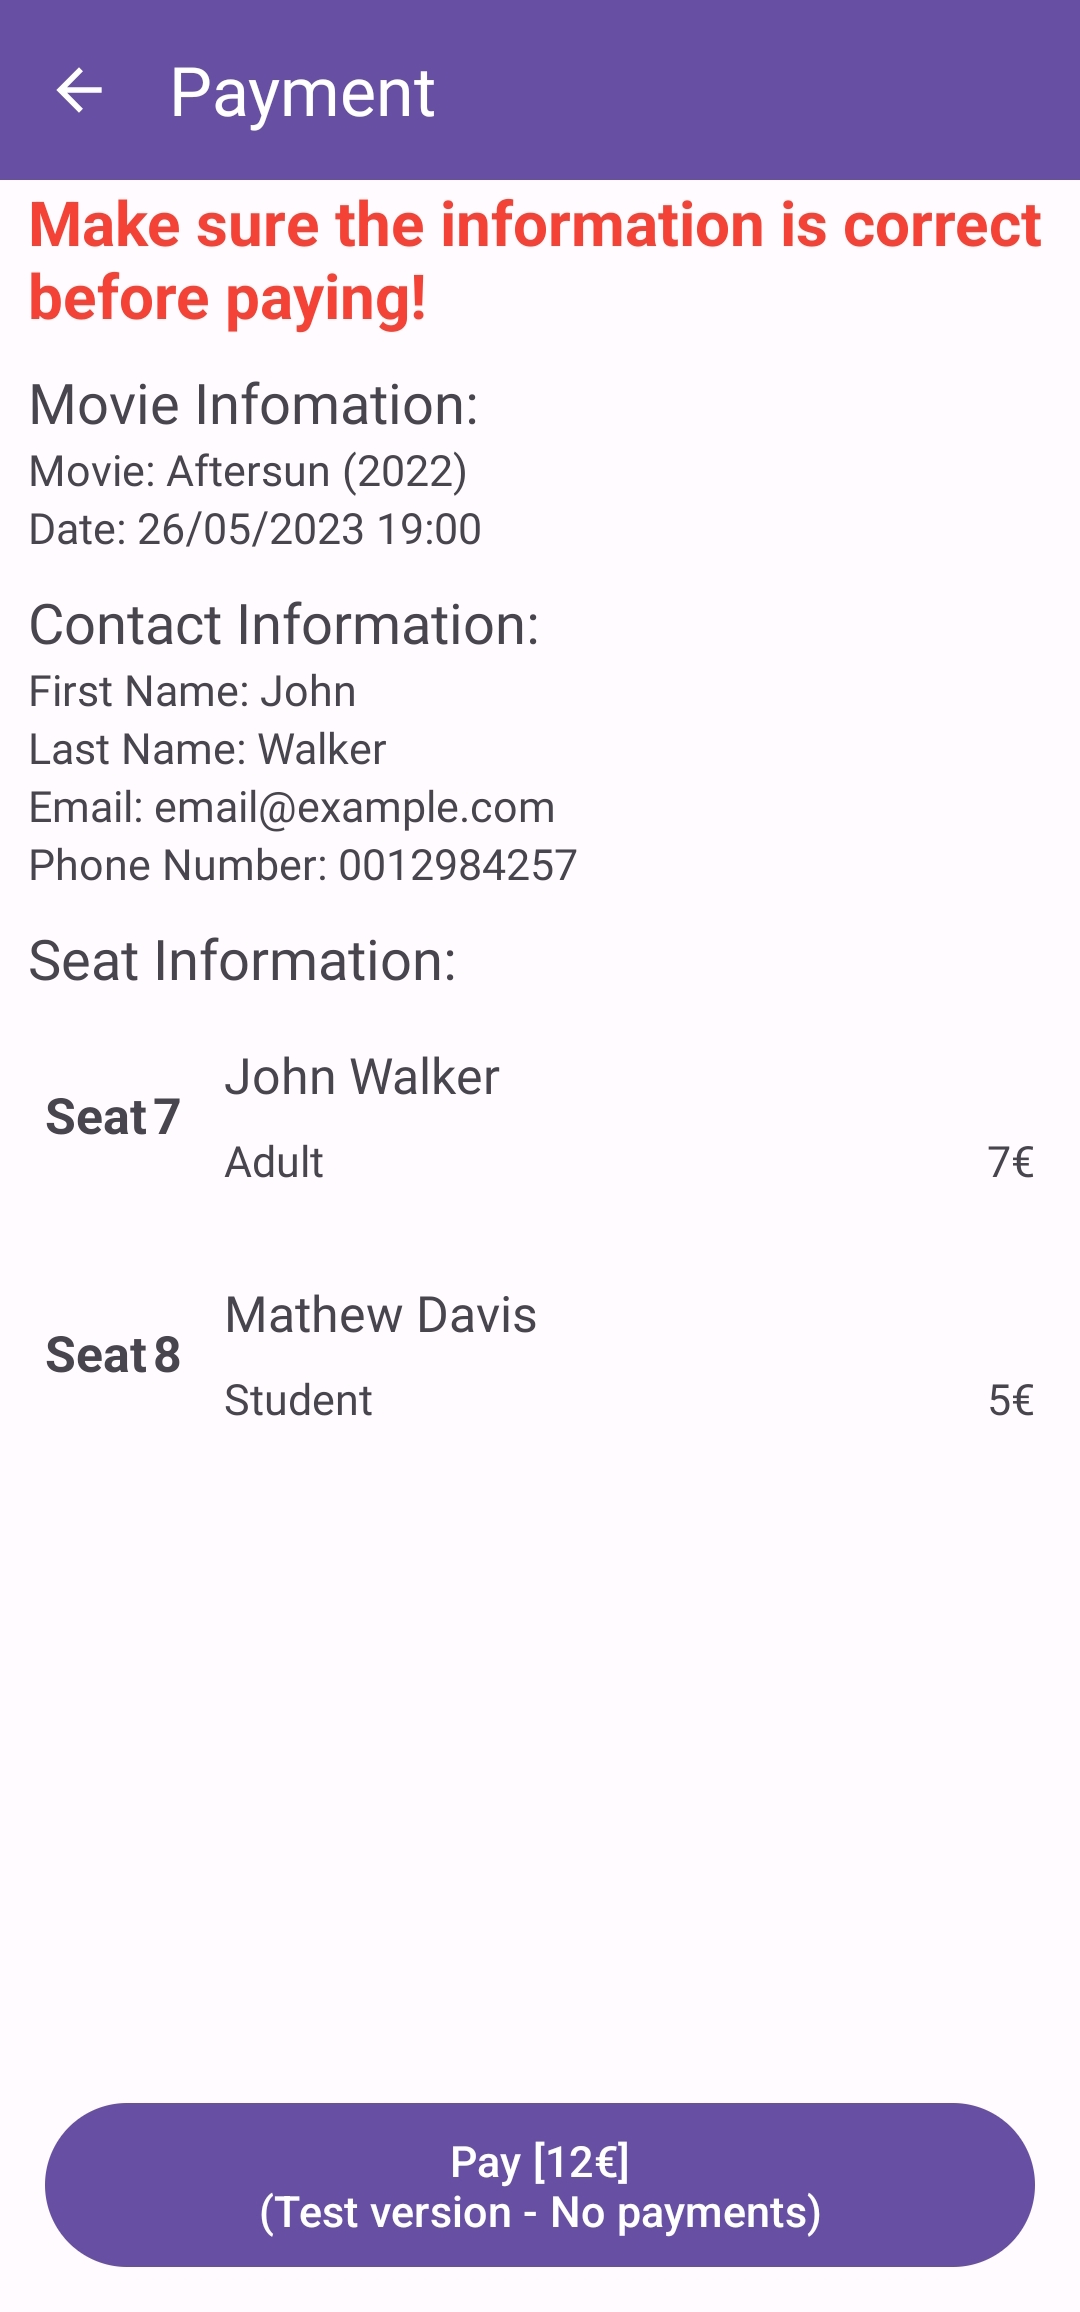 Payment
Make sure the information is correct
before paying!
Movie Infomation:
Movie: Aftersun (2022)
Date: 26/05/2023 19:00
Contact Information:
First Name: John
Last Name: Walker
Email: email@example.com
Phone Number: 0012984257
Seat Information:
Seat 7
John Walker
Adult
7€
Seat 8
Mathew Davis
Student
5€
Pay [12€]
(Test version - No payments)